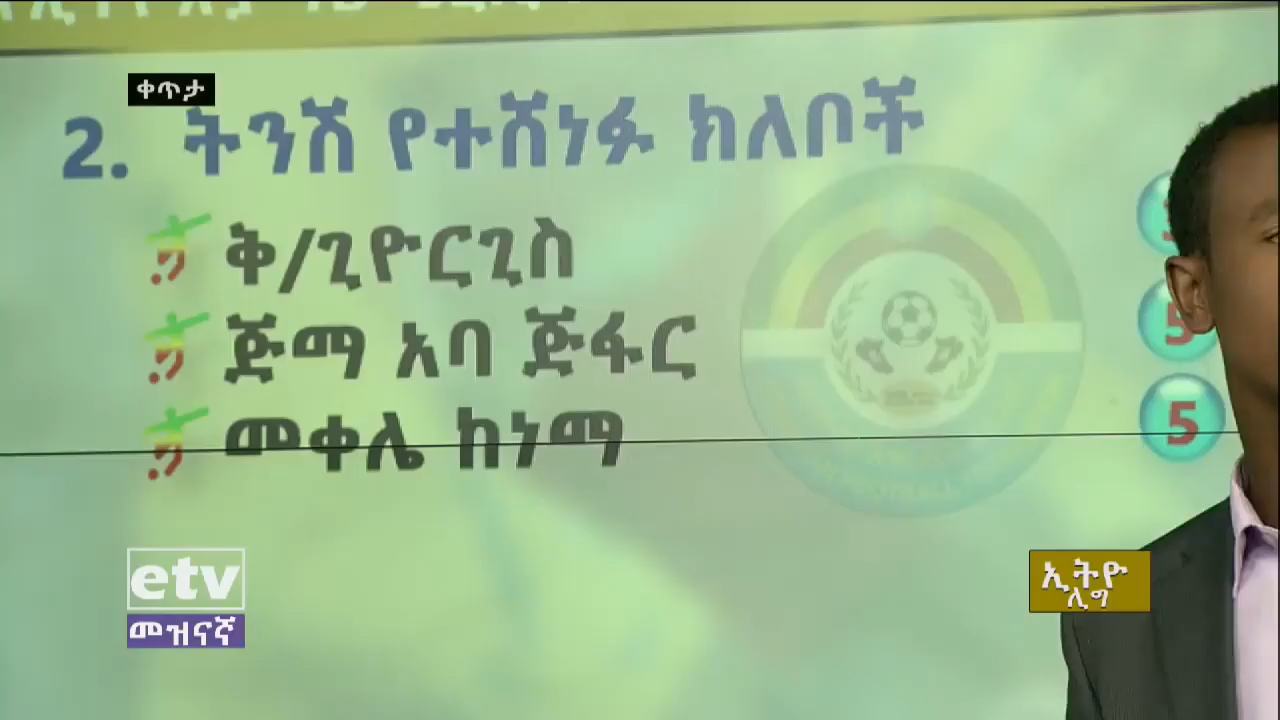 ቀጥታ
2. ትንሽ የተሸነፉ ክለቦች
ቅ/ጊዮርጊስ
ጅማ አባ ጅፋር
5
መቀሌ ከነማ
5
etv
መዝናኛ
ኢትዮ
ሊግ